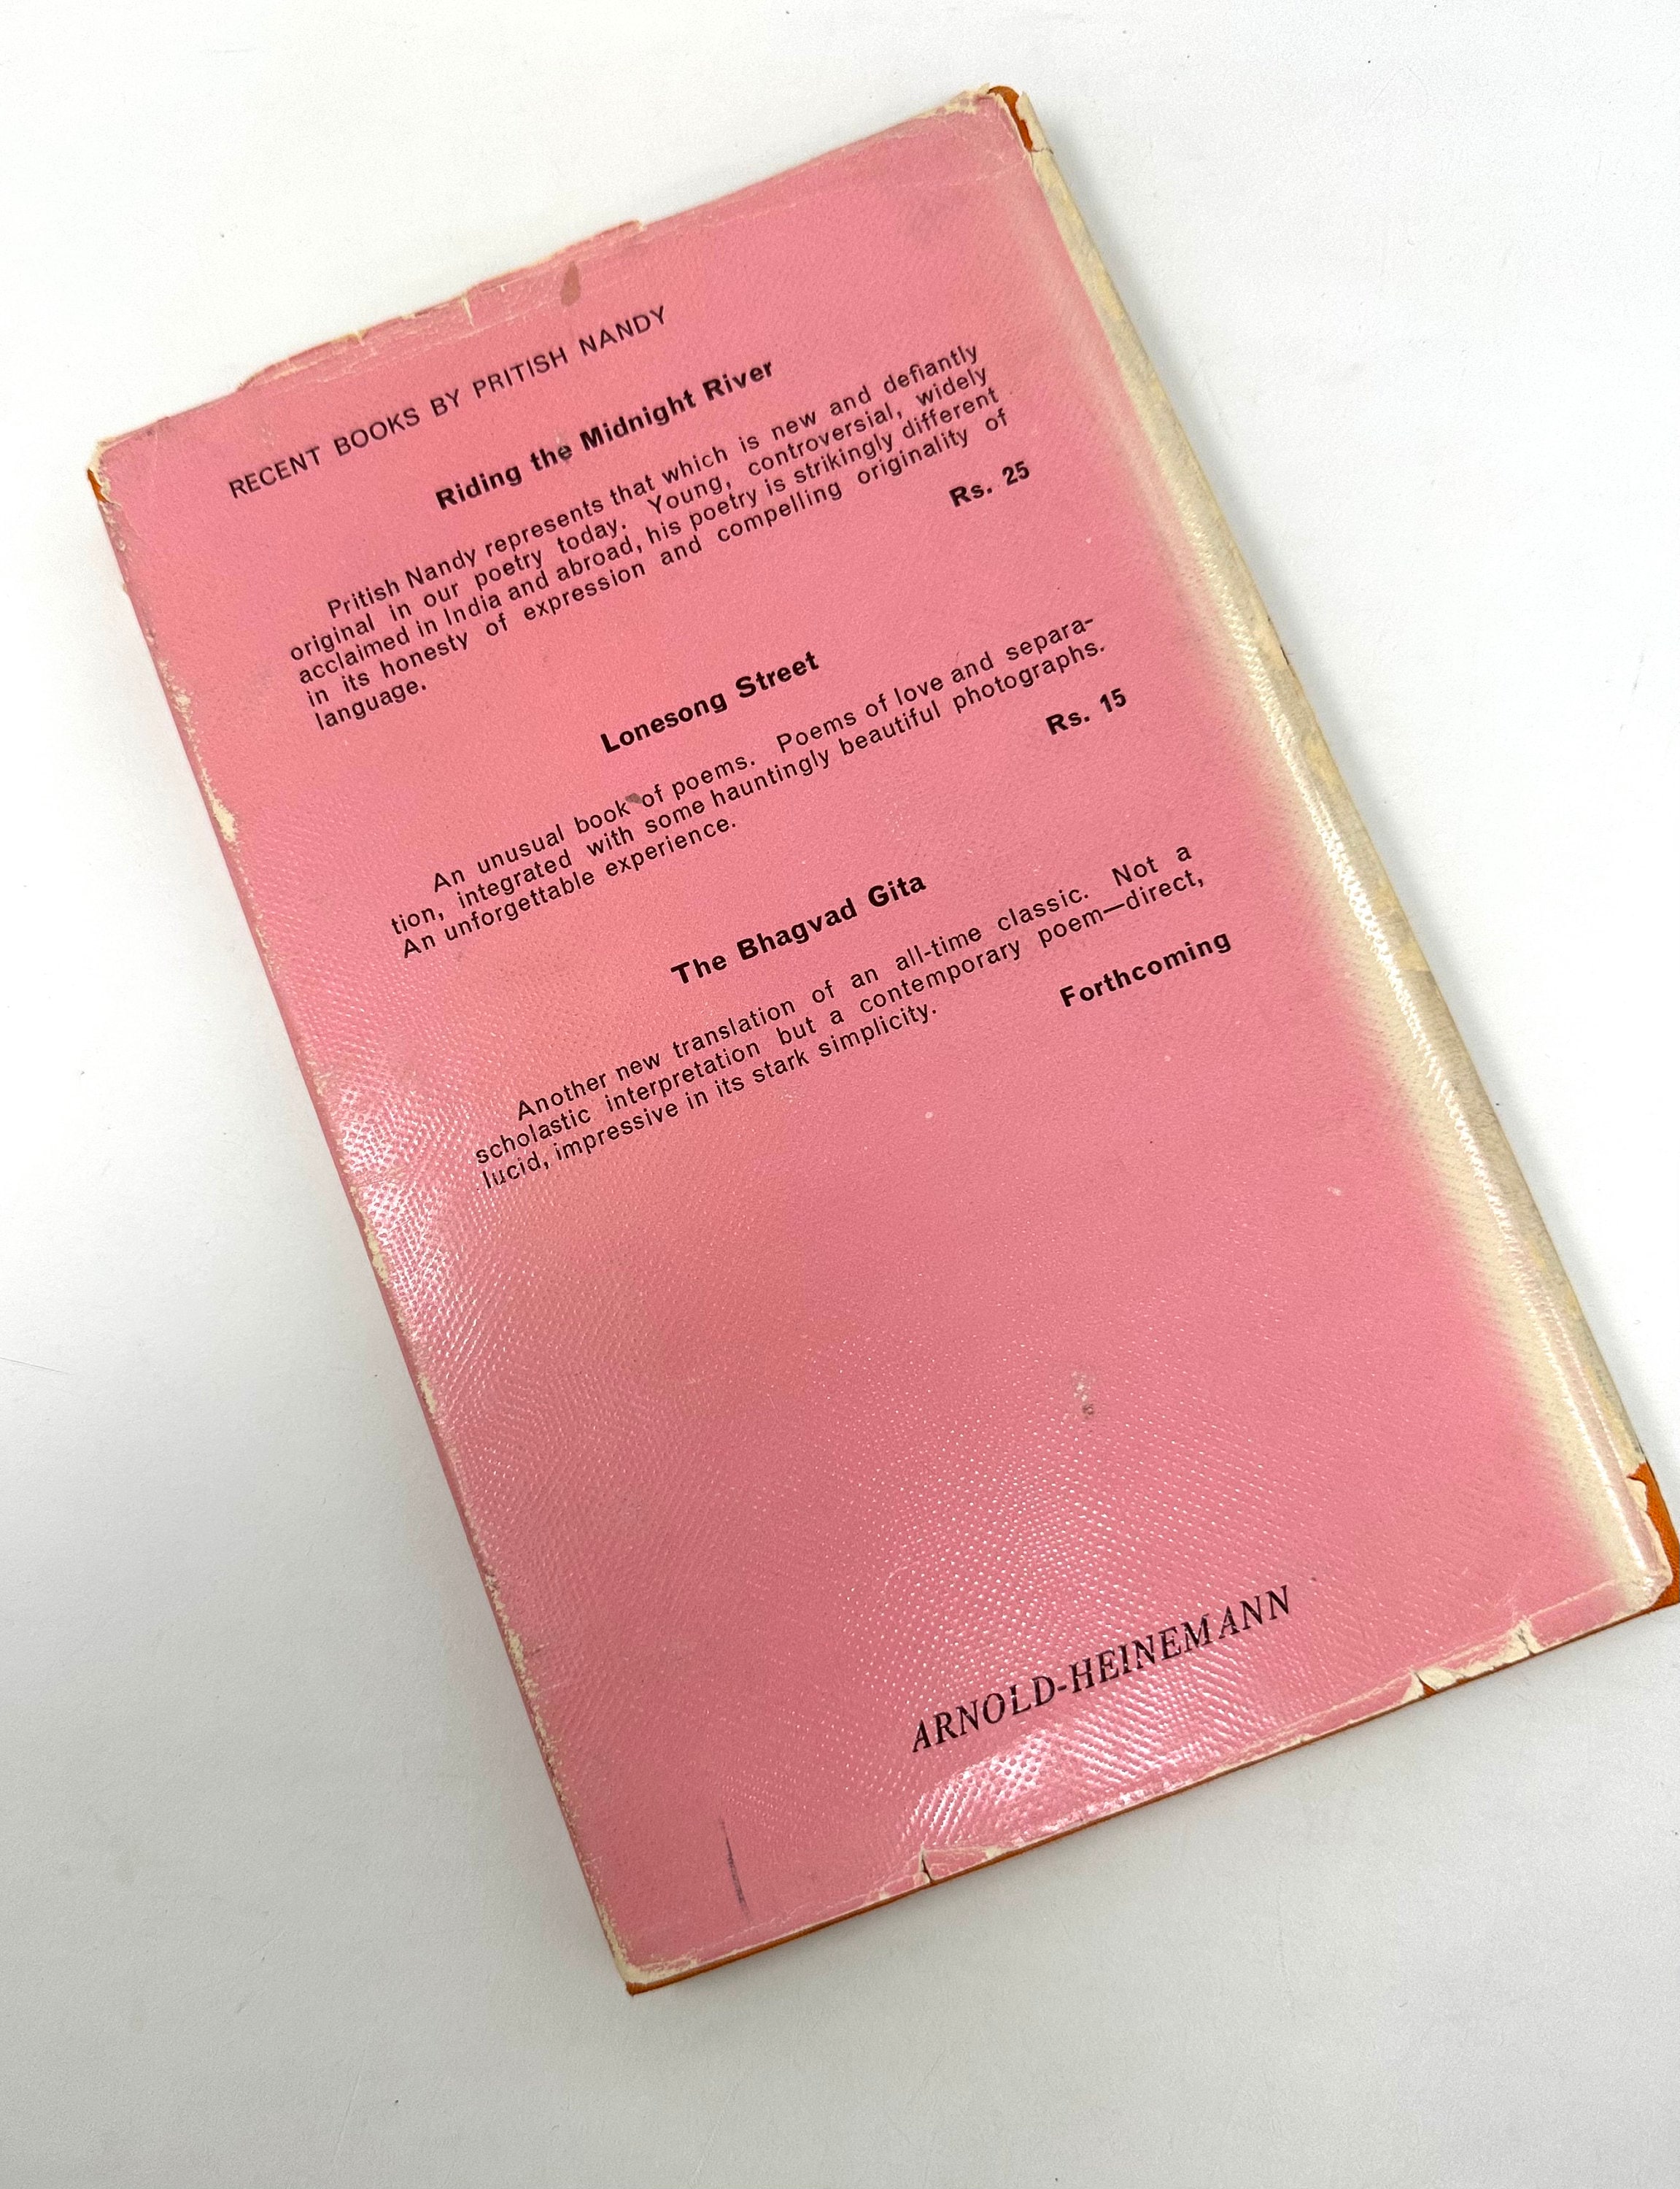 RECENT BOOKS BY PRITISH NANDY
Riding the Midnight River
Pritish Nandy represents that which is new and defiantly
original in our poetry today. Young, controversial, widely
acclaimed in India and abroad, his poetry is strikingly different
in its honesty of expression and compelling originality of
language.
Rs. 25
Lonesong Street
An unusual book of poems. Poems of love and separa-
tion, integrated with some hauntingly beautiful photographs.
An unforgettable experience.
Rs. 15
The Bhagvad Gita
Another new translation of an all-time classic. Not a
scholastic interpretation but a contemporary poem—direct,
lucid, impressive in its stark simplicity.
Forthcoming
ARNOLD-HEINEMANN